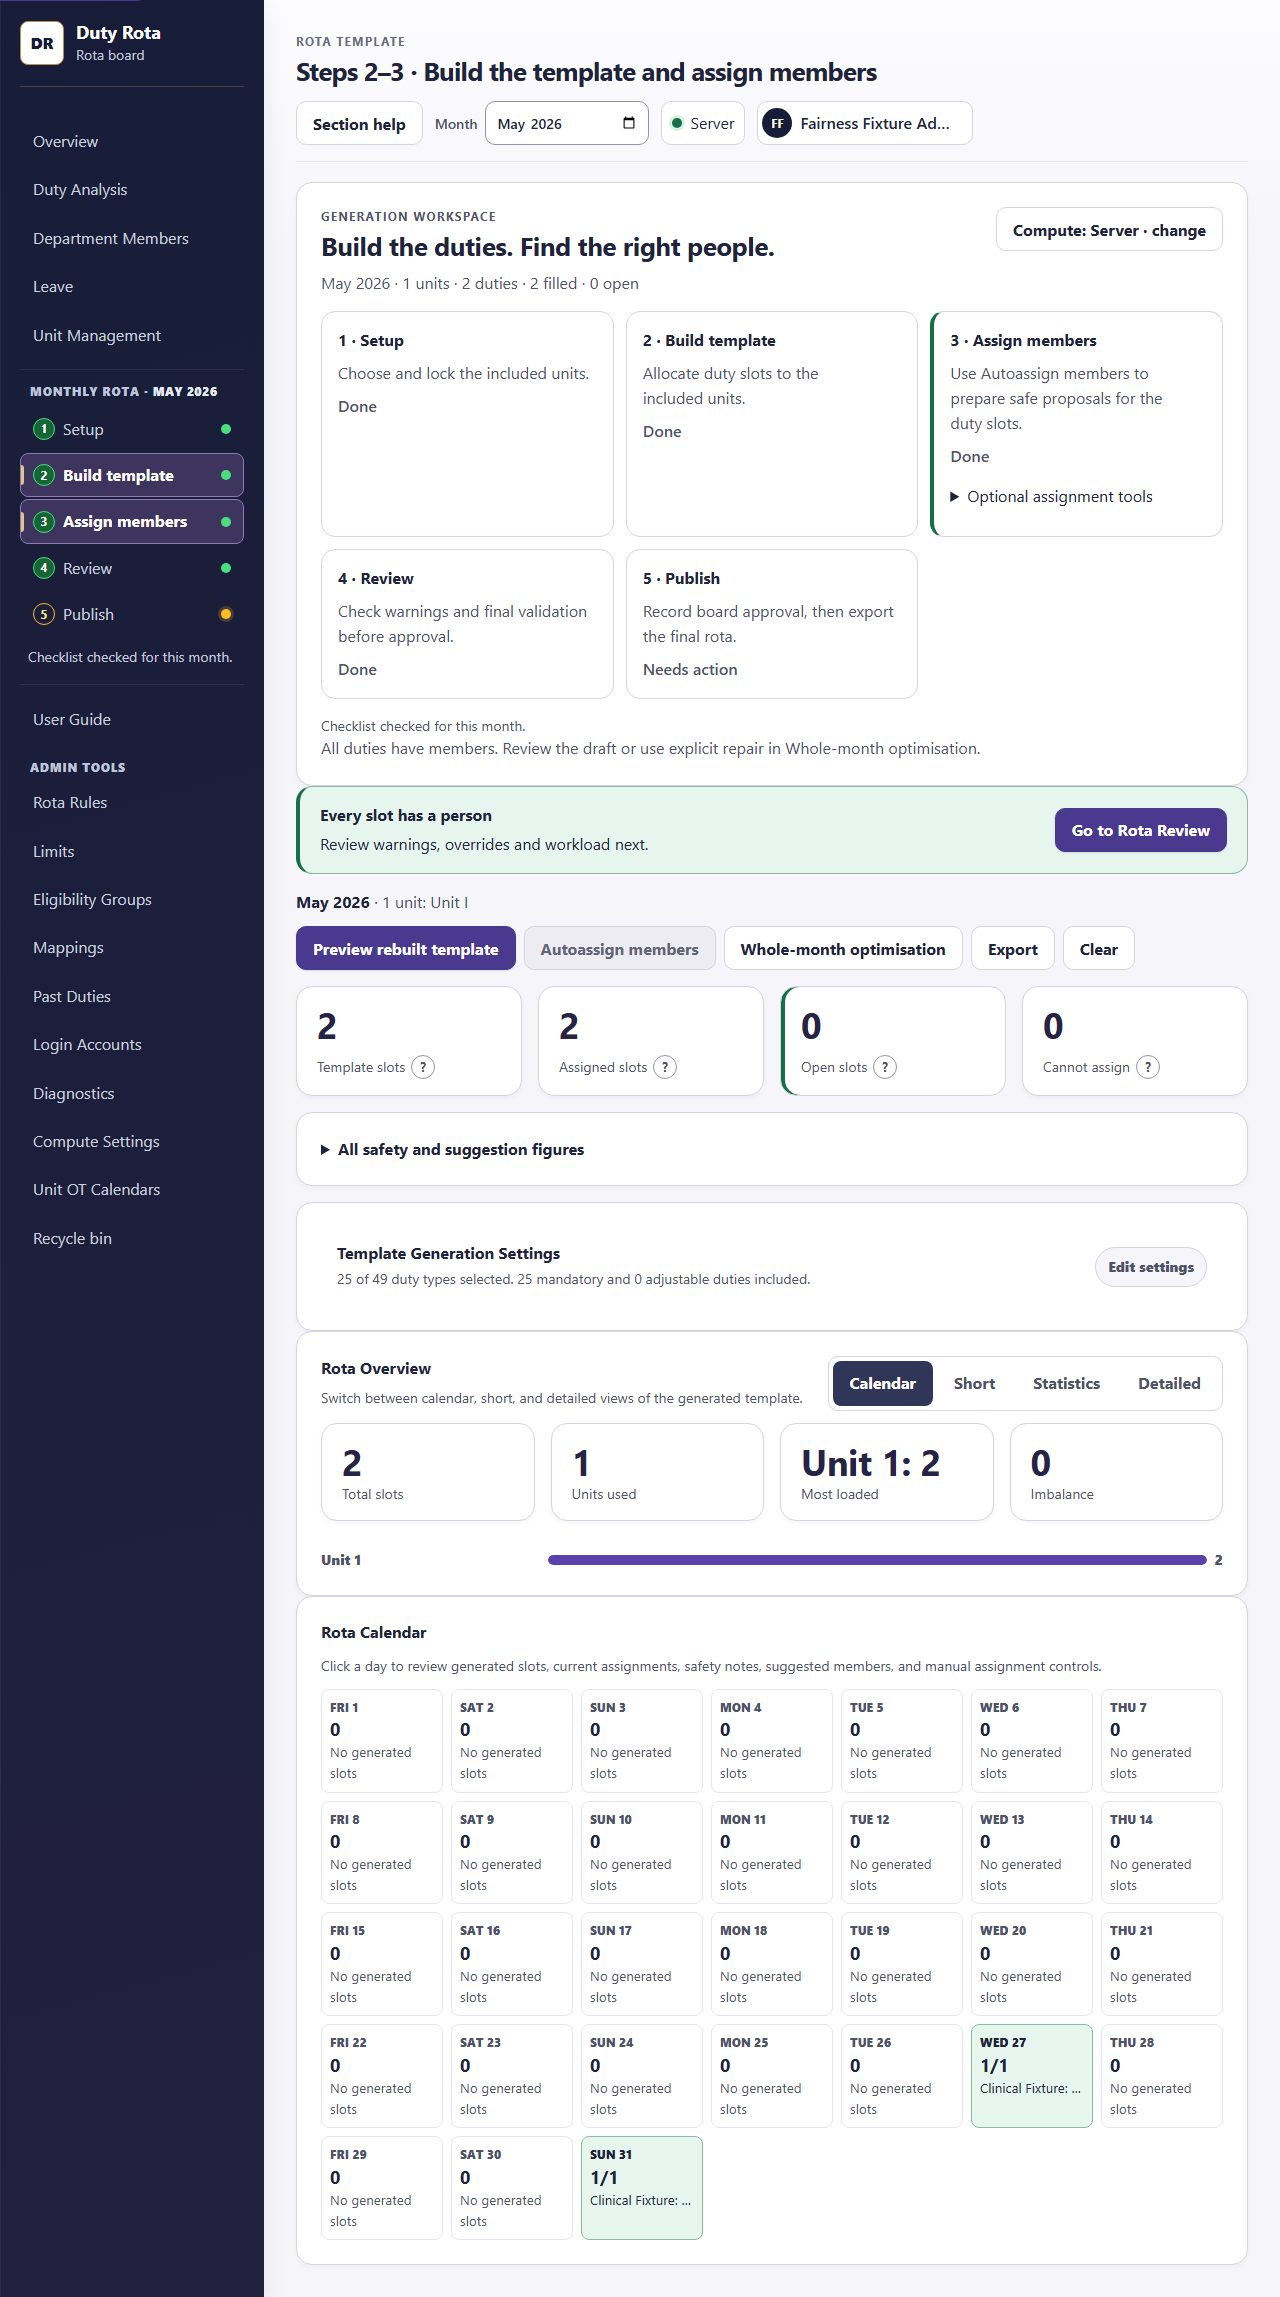 DR
Duty Rota
Rota board
Overview
Duty Analysis
Department Members
Leave
Unit Management
MONTHLY ROTA · MAY 2026
1 Setup
2 Build template
3 Assign members
4 Review
5 Publish
Checklist checked for this month.
User Guide
ADMIN TOOLS
Rota Rules
Limits
Eligibility Groups
Mappings
Past Duties
Login Accounts
Diagnostics
Compute Settings
Unit OT Calendars
Recycle bin
ROTA TEMPLATE
Steps 2–3 · Build the template and assign members
Section help Month May 2026 Server FF Fairness Fixture Ad...
GENERATION WORKSPACE
Build the duties. Find the right people.
May 2026 · 1 units · 2 duties · 2 filled · 0 open
Compute: Server · change
1 · Setup
Choose and lock the included units.
Done
2 · Build template
Allocate duty slots to the
included units.
Done
3 · Assign members
Use Autoassign members to
prepare safe proposals for the
duty slots.
Done
Optional assignment tools
4 · Review
Check warnings and final validation
before approval.
Done
5 · Publish
Record board approval, then export
the final rota.
Needs action
Checklist checked for this month.
All duties have members. Review the draft or use explicit repair in Whole-month optimisation.
Every slot has a person
Review warnings, overrides and workload next.
Go to Rota Review
May 2026 · 1 unit: Unit I
Preview rebuilt template Autoassign members Whole-month optimisation Export Clear
2
Template slots ?
2
Assigned slots ?
0
Open slots ?
0
Cannot assign ?
All safety and suggestion figures
Template Generation Settings
25 of 49 duty types selected. 25 mandatory and 0 adjustable duties included.
Edit settings
Rota Overview
Switch between calendar, short, and detailed views of the generated template.
Calendar Short Statistics Detailed
2
Total slots
1
Units used
Unit 1: 2
Most loaded
0
Imbalance
Unit 1 2
Rota Calendar
Click a day to review generated slots, current assignments, safety notes, suggested members, and manual assignment controls.
FRI 1
0
No generated
slots
SAT 2
0
No generated
slots
SUN 3
0
No generated
slots
MON 4
0
No generated
slots
TUE 5
0
No generated
slots
WED 6
0
No generated
slots
THU 7
0
No generated
slots
FRI 8
0
No generated
slots
SAT 9
0
No generated
slots
SUN 10
0
No generated
slots
MON 11
0
No generated
slots
TUE 12
0
No generated
slots
WED 13
0
No generated
slots
THU 14
0
No generated
slots
FRI 15
0
No generated
slots
SAT 16
0
No generated
slots
SUN 17
0
No generated
slots
MON 18
0
No generated
slots
TUE 19
0
No generated
slots
WED 20
0
No generated
slots
THU 21
0
No generated
slots
FRI 22
0
No generated
slots
SAT 23
0
No generated
slots
SUN 24
0
No generated
slots
MON 25
0
No generated
slots
TUE 26
0
No generated
slots
WED 27
1/1
Clinical Fixture: ...
THU 28
0
No generated
slots
FRI 29
0
No generated
slots
SAT 30
0
No generated
slots
SUN 31
1/1
Clinical Fixture: ...